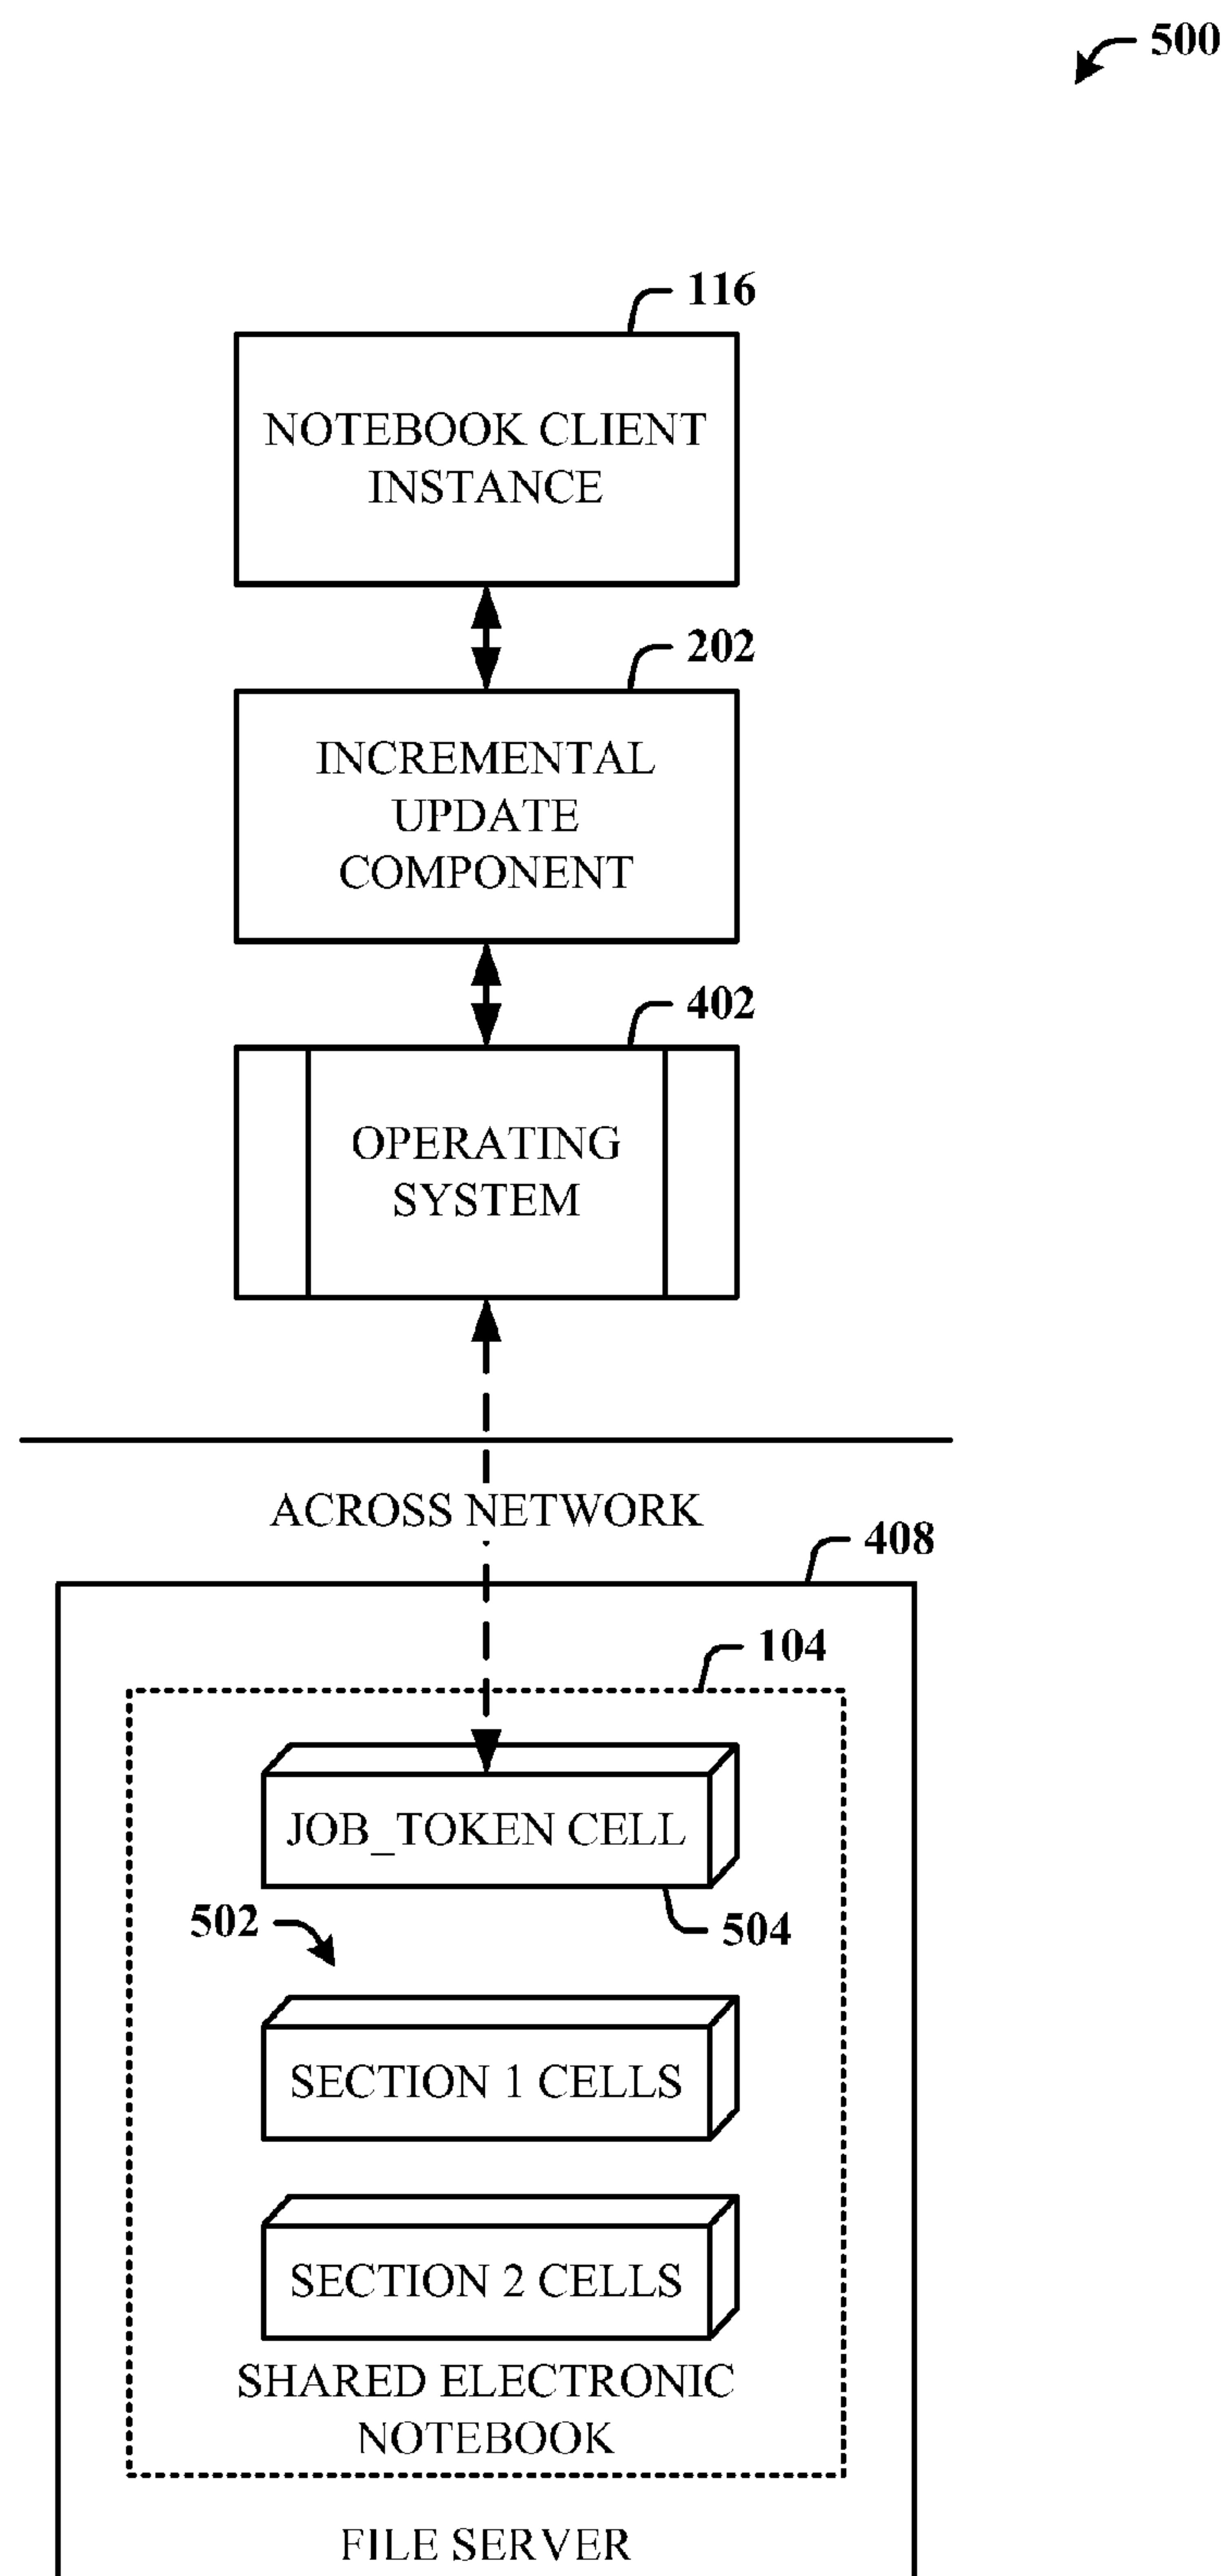 500
116
NOTEBOOK CLIENT
INSTANCE
202
INCREMENTAL
UPDATE
COMPONENT
402
OPERATING
SYSTEM
ACROSS NETWORK
408
104
JOB_TOKEN CELL
502
504
SECTION 1 CELLS
SECTION 2 CELLS
SHARED ELECTRONIC
NOTEBOOK
FILE SERVER